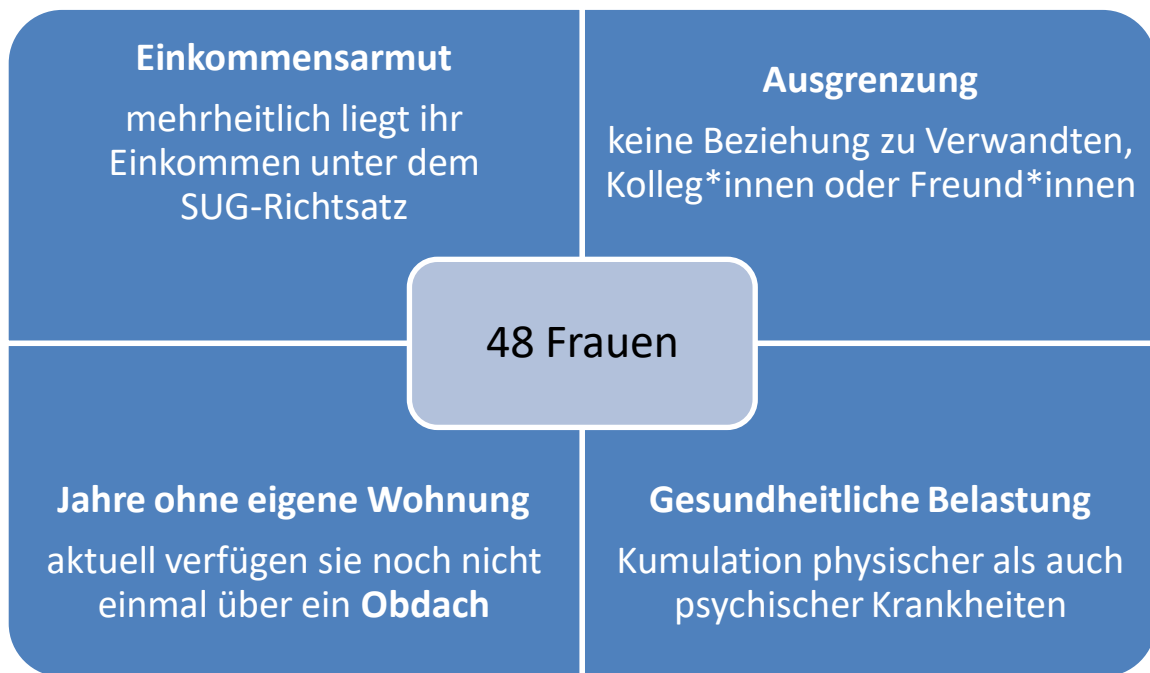 Einkommensarmut
mehrheitlich liegt ihr
Einkommen unter dem
SUG-Richtsatz
Ausgrenzung
keine Beziehung zu Verwandten,
Kolleg*innen oder Freund*innen
48 Frauen
Jahre ohne eigene Wohnung
aktuell verfügen sie noch nicht
einmal über ein Obdach
Gesundheitliche Belastung
Kumulation physischer als auch
psychischer Krankheiten